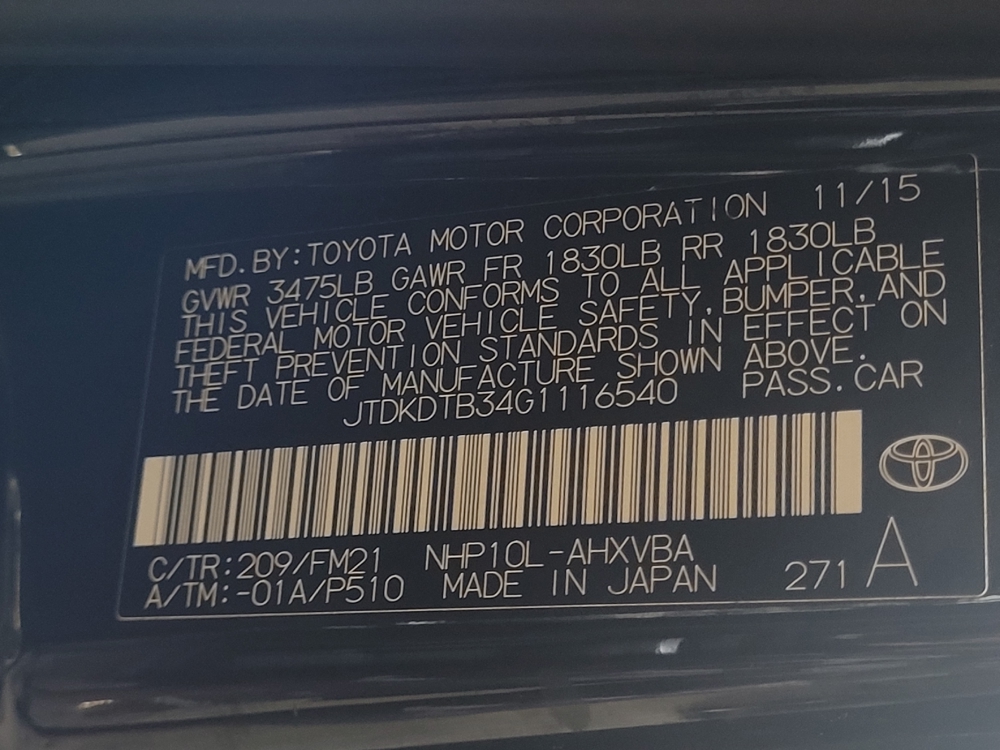 MFD. BY: TOYOTA MOTOR CORPORATION 11/15
GVWR 3475LB GAWR FR 1830LB RR 1830LB
THIS VEHICLE CONFORMS TO ALL APPLICABLE
FEDERAL MOTOR VEHICLE SAFETY, BUMPER, AND
THEFT PREVENTION STANDARDS IN EFFECT ON
THE DATE OF MANUFACTURE SHOWN ABOVE.
JTDKDTB34G1116540 PASS. CAR
C/TR: 209/FM21 NHP10L-AHXVBA
A/TM: -01A/P510 MADE IN JAPAN 271 A